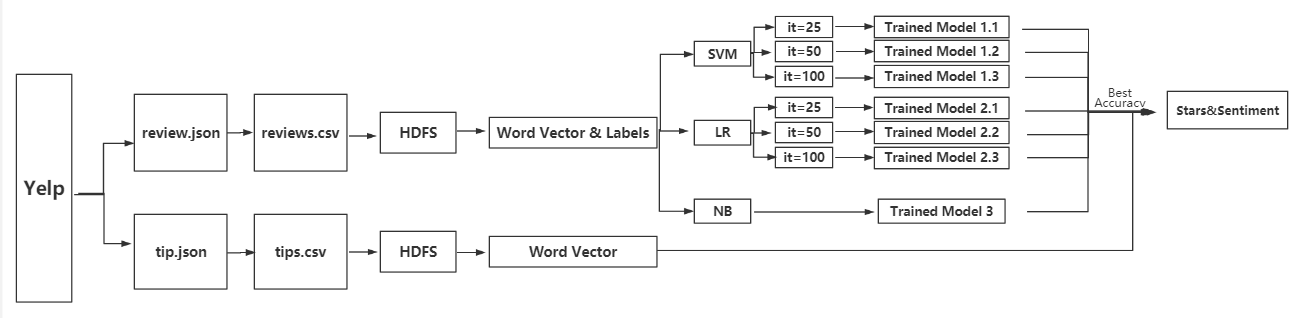 Yelp
review.json
reviews.csv
HDFS
Word Vector & Labels
SVM
it=25
Trained Model 1.1
it=50
Trained Model 1.2
it=100
Trained Model 1.3
LR
it=25
Trained Model 2.1
it=50
Trained Model 2.2
it=100
Trained Model 2.3
NB
Trained Model 3
Best
Accuracy
Stars&Sentiment
tip.json
tips.csv
HDFS
Word Vector